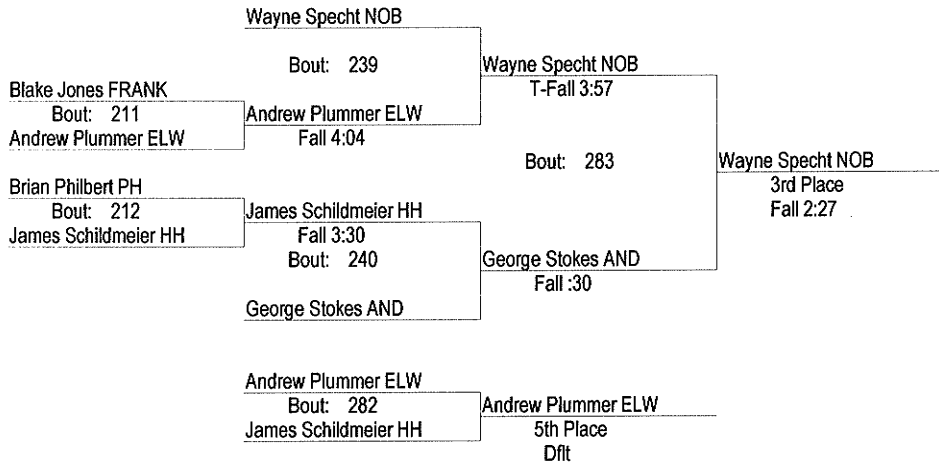 Wayne Specht NOB
Bout: 239
Wayne Specht NOB
T-Fall 3:57
Blake Jones FRANK
Bout: 211
Andrew Plummer ELW
Andrew Plummer ELW
Fall 4:04
Bout: 283
Wayne Specht NOB
3rd Place
Fall 2:27
Brian Philbert PH
Bout: 212
James Schildmeier HH
James Schildmeier HH
Fall 3:30
Bout: 240
George Stokes AND
Fall :30
George Stokes AND
Andrew Plummer ELW
Bout: 282
James Schildmeier HH
Andrew Plummer ELW
5th Place
Dflt